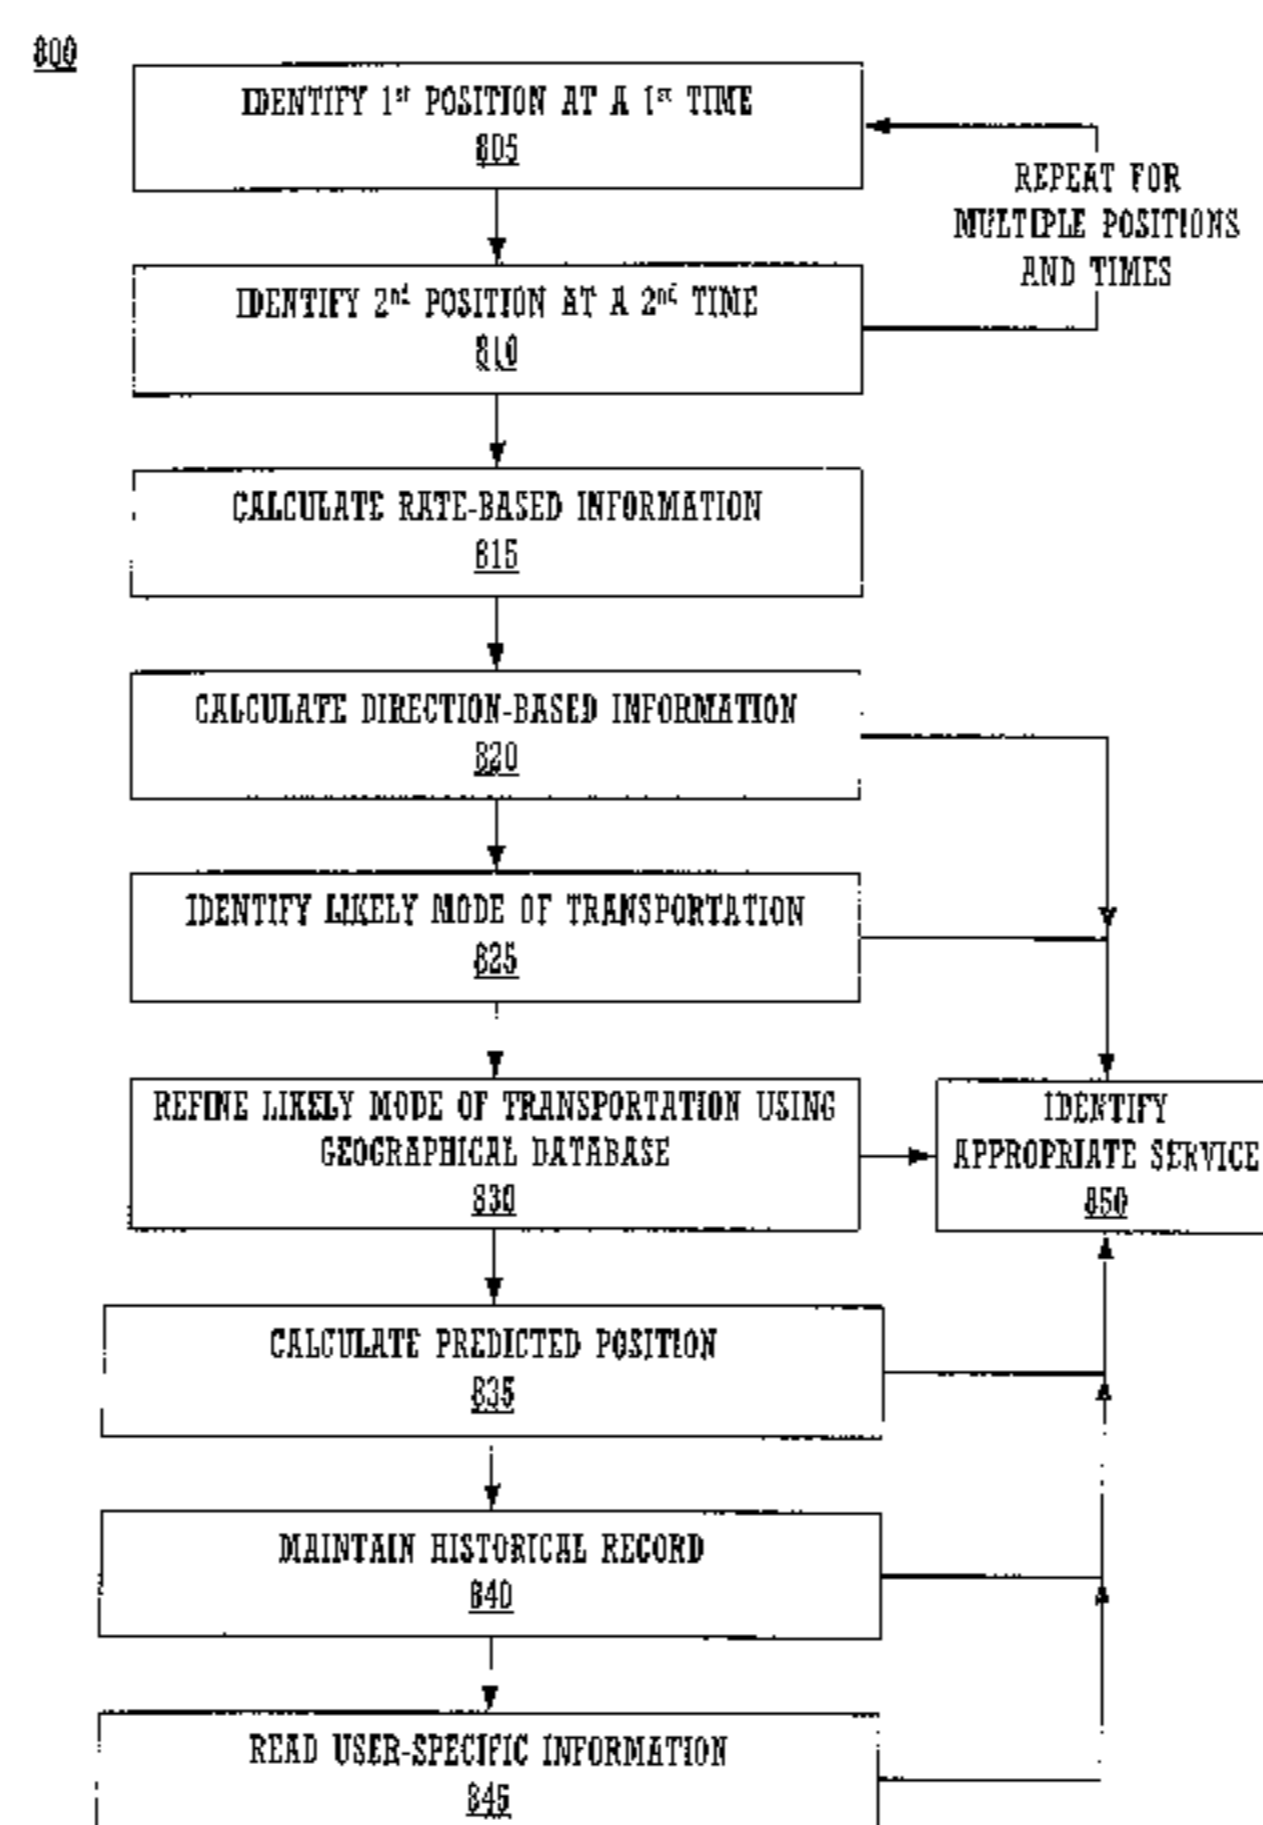 800
IDENTIFY 1st POSITION AT A 1st TIME
805
REPEAT FOR
MULTIPLE POSITIONS
AND TIMES
IDENTIFY 2nd POSITION AT A 2nd TIME
810
CALCULATE RATE-BASED INFORMATION
815
CALCULATE DIRECTION-BASED INFORMATION
820
IDENTIFY LIKELY MODE OF TRANSPORTATION
825
REFINE LIKELY MODE OF TRANSPORTATION USING
GEOGRAPHICAL DATABASE
830
IDENTIFY
APPROPRIATE SERVICE
850
CALCULATE PREDICTED POSITION
835
MAINTAIN HISTORICAL RECORD
840
READ USER-SPECIFIC INFORMATION
845